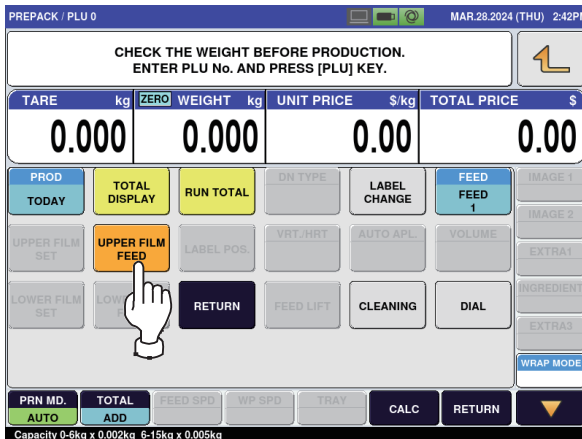 PREPACK / PLU 0
MAR.28.2024 (THU) 2:42P
CHECK THE WEIGHT BEFORE PRODUCTION.
ENTER PLU No. AND PRESS [PLU] KEY.
TARE kg
ZERO WEIGHT kg
UNIT PRICE $/kg
TOTAL PRICE $
0.000
0.000
0.00
0.00
PROD
TODAY
TOTAL
DISPLAY
RUN TOTAL
DN TYPE
LABEL
CHANGE
FEED
FEED
1
IMAGE 1
IMAGE 2
UPPER FILM
SET
UPPER FILM
FEED
LABEL POS.
VRT./HRT
AUTO APL.
VOLUME
EXTRA1
INGREDIENT
LOWER FILM
SET
RETURN
FEED LIFT
CLEANING
DIAL
EXTRA3
WRAP MODE
PRN MD.
AUTO
TOTAL
ADD
FEED SPD
WP SPD
TRAY
CALC
RETURN
Capacity 0-6kg x 0.002kg 6-15kg x 0.005kg